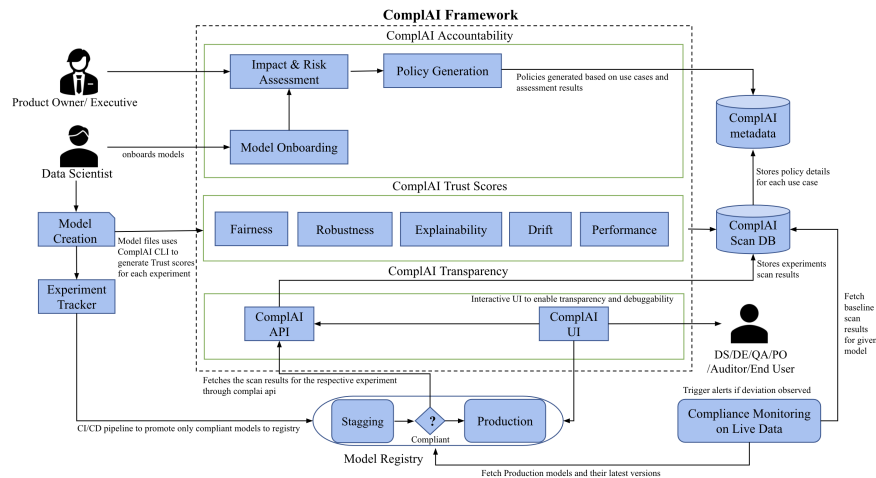 ComplAI Framework
ComplAI Accountability
Impact & Risk
Assessment
Policy Generation
Policies generated based on use cases and
assessment results
Product Owner/ Executive
ComplAI
metadata
onboards models
Model Onboarding
Data Scientist
Stores policy details
for each use case
ComplAI Trust Scores
Model
Creation
Model files uses
ComplAI CLI to
generate Trust scores
for each experiment
Fairness
Robustness
Explainability
Drift
Performance
ComplAI
Scan DB
Experiment
Tracker
ComplAI Transparency
Stores experiments
scan results
Interactive UI to enable transparency and debuggability
ComplAI
API
ComplAI
UI
Fetch
baseline
scan
results
for given
model
DS/DE/QA/PO
/Auditor/End User
Fetches the scan results for the respective experiment
through complai api
Trigger alerts if deviation observed
Stagging
?
Compliant
Production
Compliance Monitoring
on Live Data
CI/CD pipeline to promote only compliant models to registry
Model Registry
Fetch Production models and their latest versions